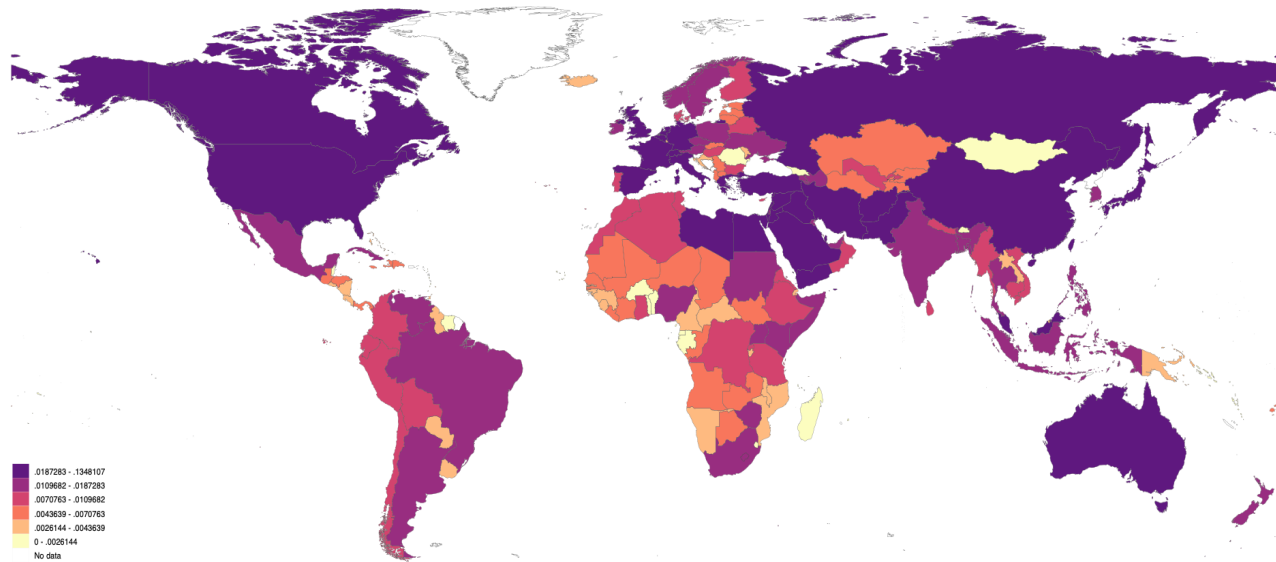 .0187283 - .1348107
.0109682 - .0187283
.0070763 - .0109682
.0043639 - .0070763
.0026144 - .0043639
0 - .0026144
No data